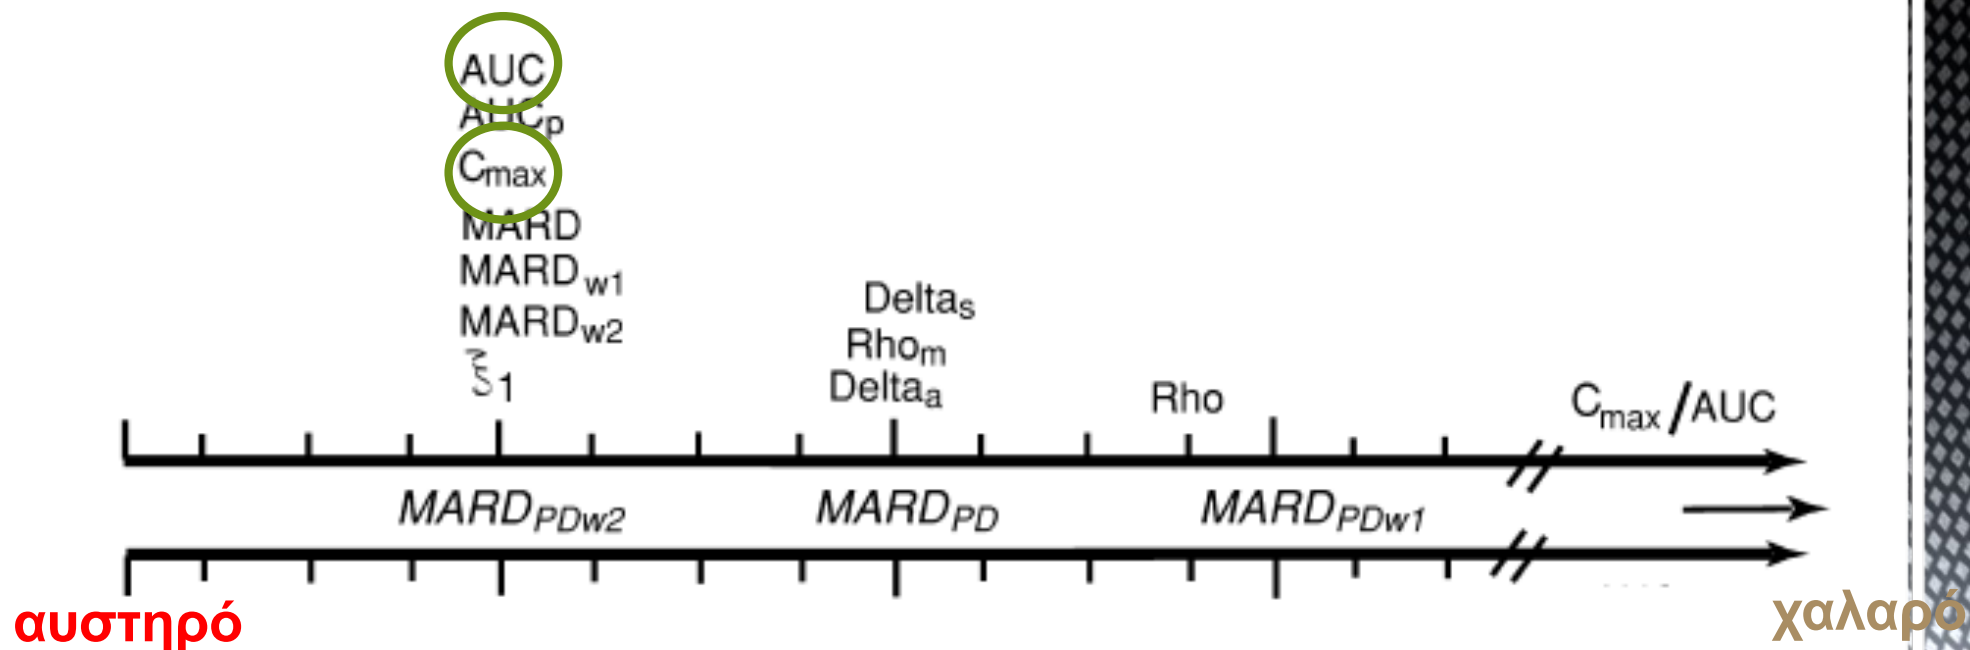 AUC
AUCp
Cmax
MARD
MARDw1
MARDw2
ξ1
Deltas
Rhom
Deltaa
Rho
Cmax/AUC
MARDPDw2 MARDPD MARDPDw1
αυστηρό χαλαρό